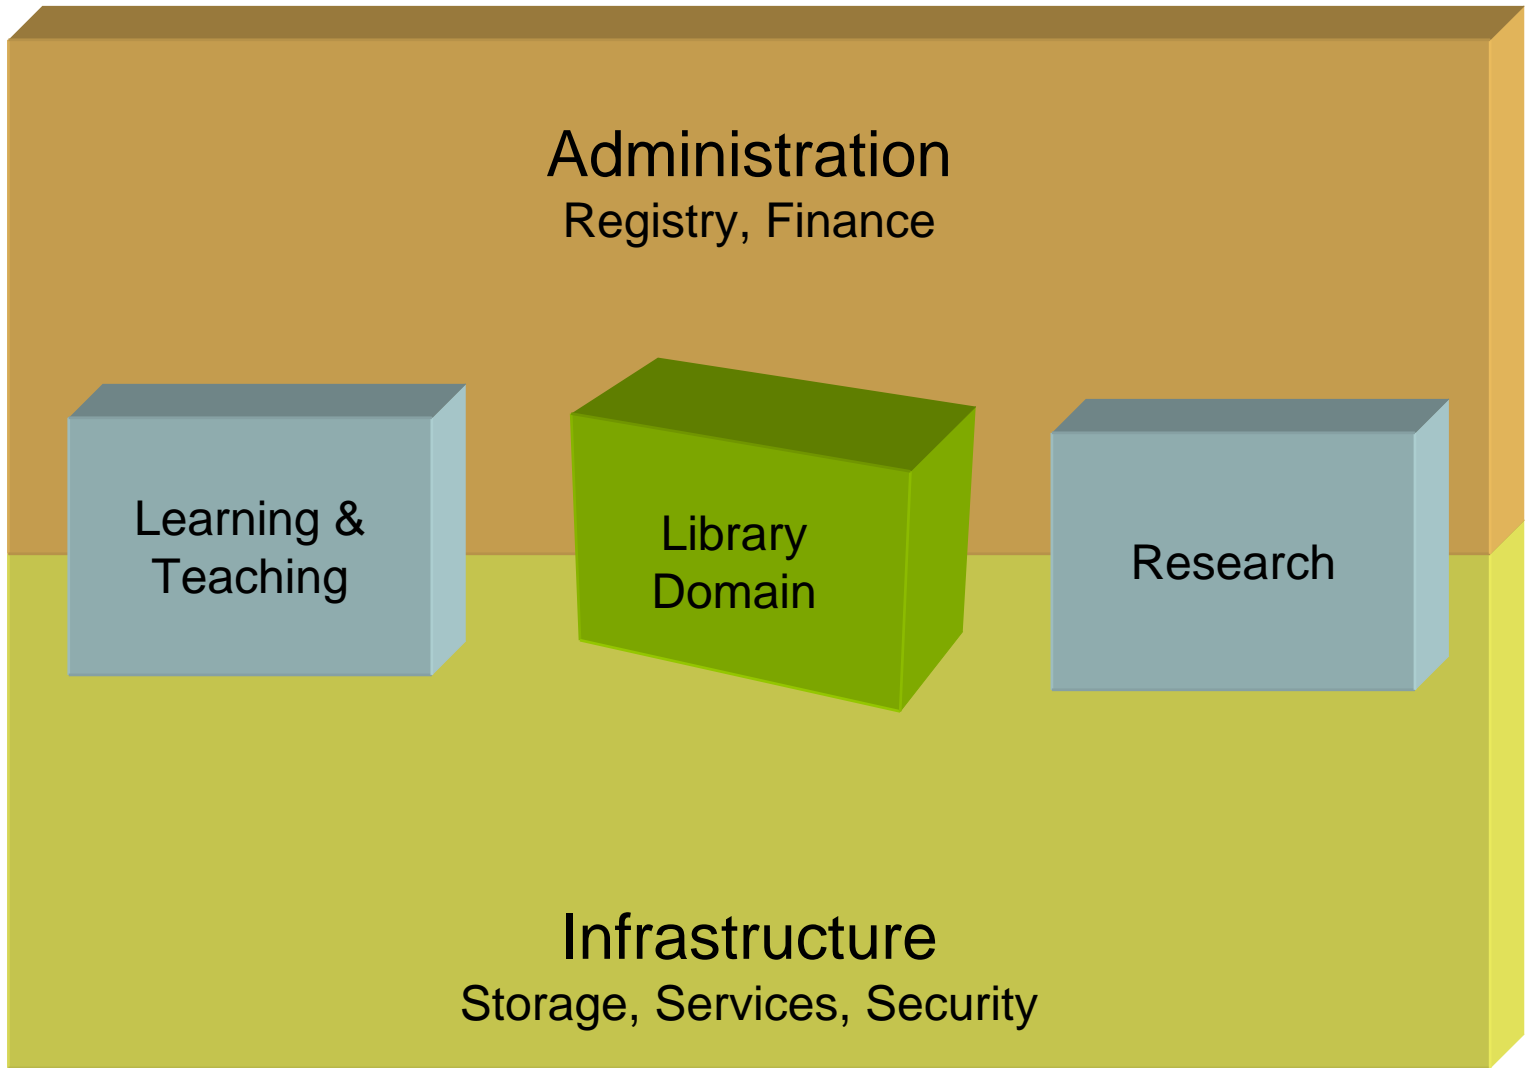 Administration
Registry, Finance
Learning &
Teaching
Library
Domain
Research
Infrastructure
Storage, Services, Security